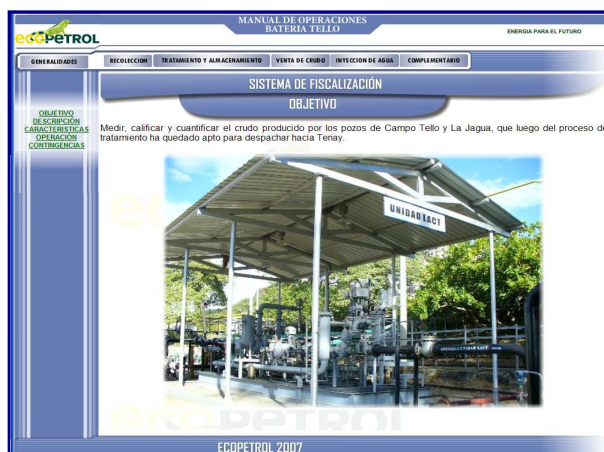 ecopetrol
MANUAL DE OPERACIONES
BATERIA TELLO
ENERGIA PARA EL FUTURO
GENERALIDADES
RECOLECCION TRATAMIENTO Y ALMACENAMIENTO VENTA DE CRUDO INYECCION DE AGUA COMPLEMENTARIO
SISTEMA DE FISCALIZACIÓN
OBJETIVO
OBJETIVO
DESCRIPCIÓN
CARACTERISTICAS
OPERACIÓN
CONTINGENCIAS
Medir, calificar y cuantificar el crudo producido por los pozos de Campo Tello y La Jagua, que luego del proceso de
tratamiento ha quedado apto para despachar hacia Tenay.
UNIDAD LACT
ecopetrol
ECOPETROL 2007